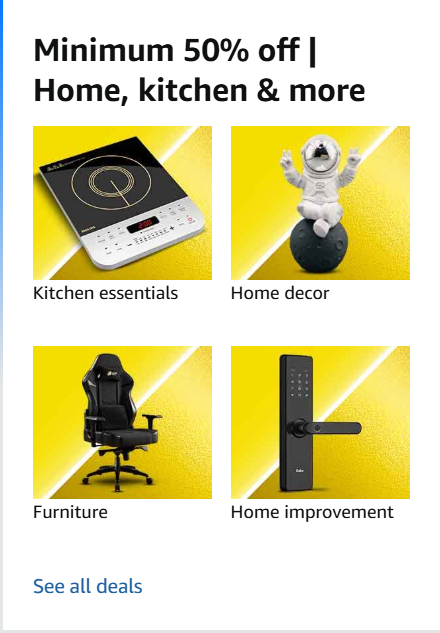 Minimum 50% off |
Home, kitchen & more
Kitchen essentials
Home decor
Furniture
Home improvement
See all deals